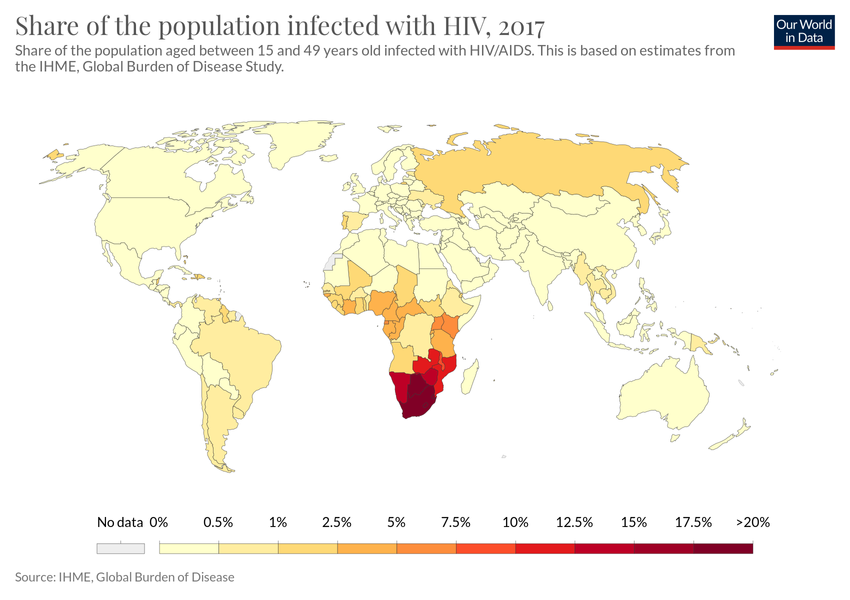 Share of the population infected with HIV, 2017
Our World
in Data
Share of the population aged between 15 and 49 years old infected with HIV/AIDS. This is based on estimates from
the IHME, Global Burden of Disease Study.
No data 0% 0.5% 1% 2.5% 5% 7.5% 10% 12.5% 15% 17.5% >20%
Source: IHME, Global Burden of Disease